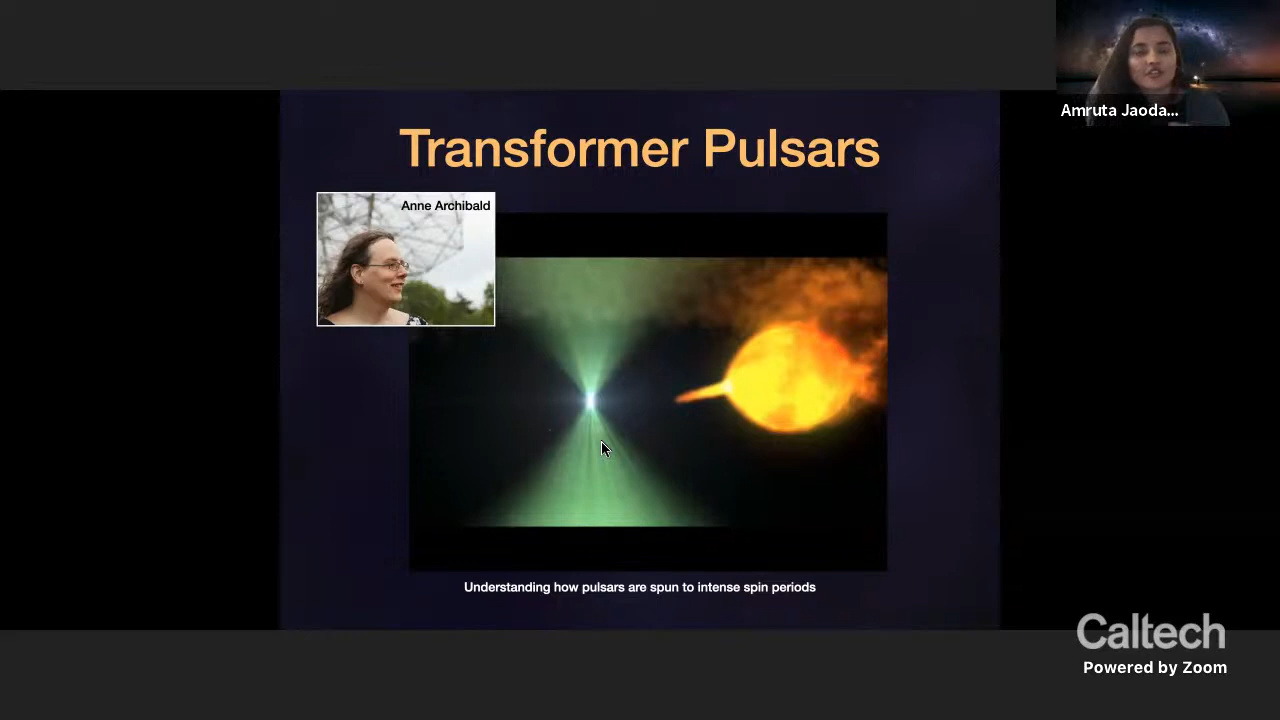 Amruta Jaoda...
Transformer Pulsars
Anne Archibald
Understanding how pulsars are spun to intense spin periods
Caltech
Powered by Zoom